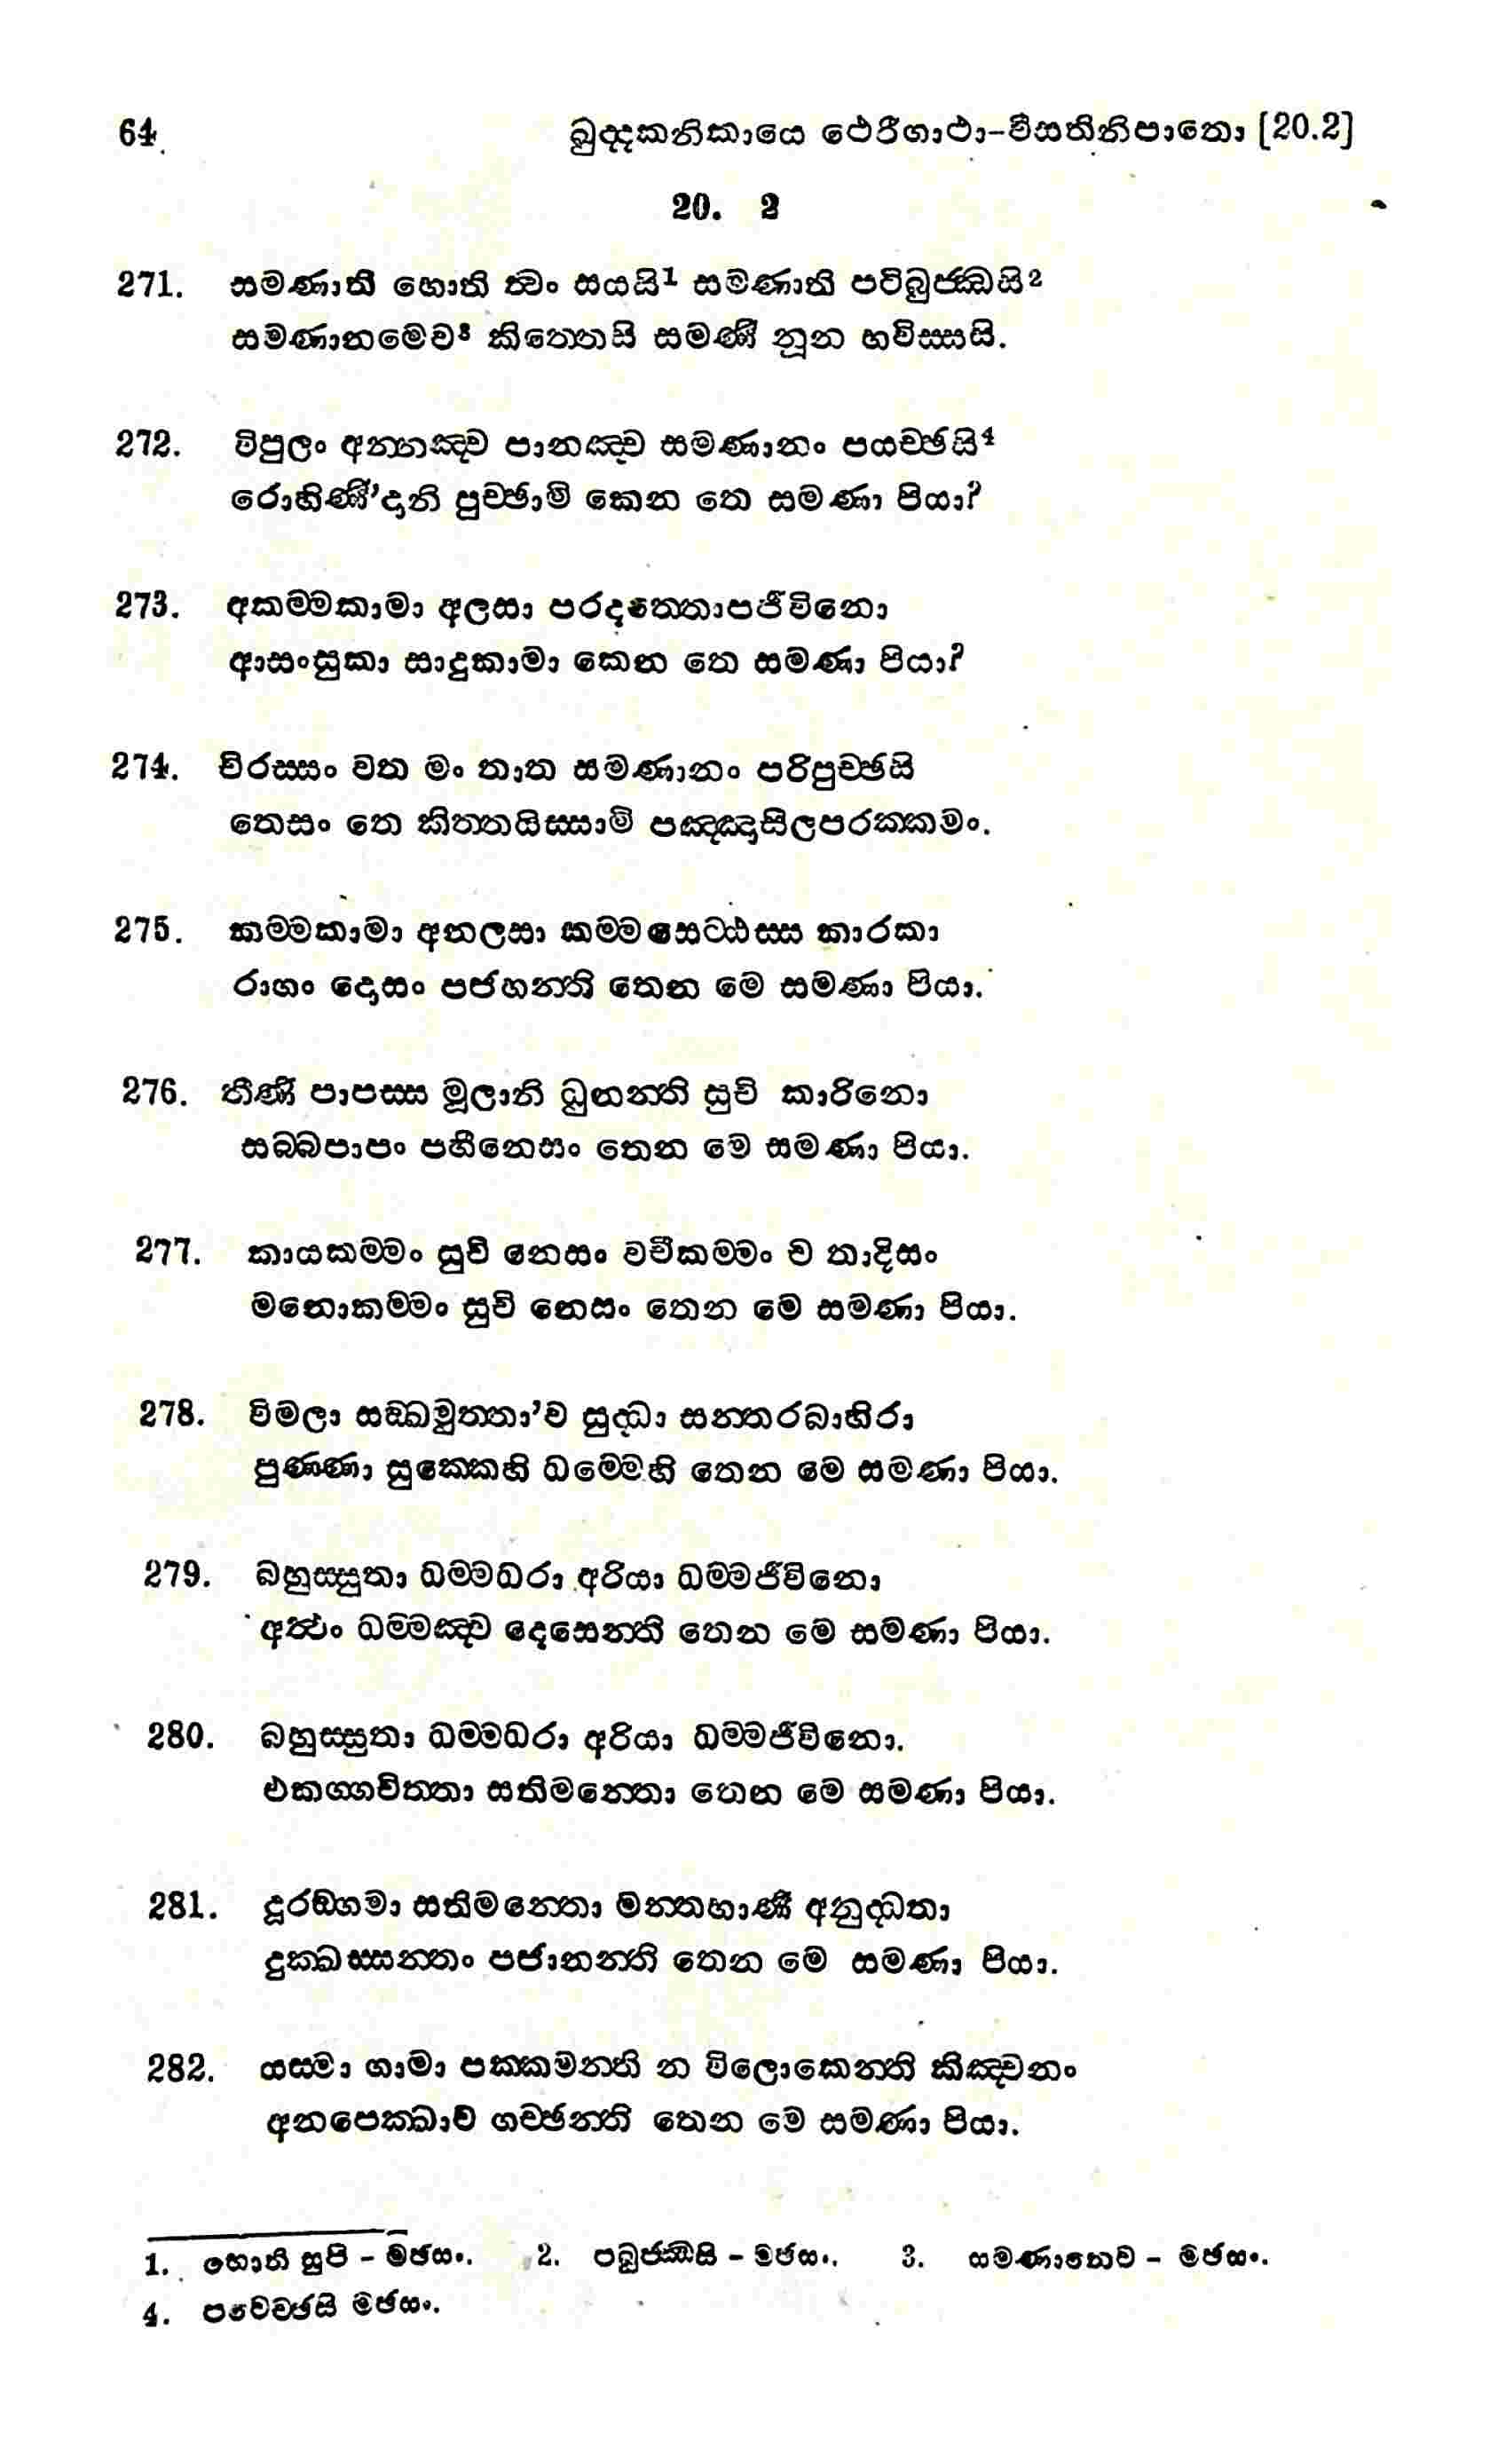 64
ඛුද්දකනිකායෙ ථෙරීගාථා-වීසතිනිපාතො [20.2]
20. 2
271. සමණාති හොති ත්වං සයසි1 සමණාති පටිබුජ්ඣසි2
සමණානමෙව3 කිත්තෙසි සමණී නූන භවිස්සසි.
272. විපුලං අන්නඤ්ච පානඤ්ච සමණානං පයච්ඡසි4
රොහිණී’දානි පුච්ඡාමි කෙන තෙ සමණා පියා?
273. අකම්මකාමා අලසා පරදත්තොපජීවිනො
ආසංසුකා සාදුකාමා කෙන තෙ සමණා පියා?
274. චිරස්සං වත මං තාත සමණානං පරිපුච්ඡසි
තෙසං තෙ කිත්තයිස්සාමි පඤ්ඤාසීලපරක්කමං.
275. කම්මකාමා අනලසා කම්මසෙට්ඨස්ස කාරකා
රාගං දොසං පජහන්ති තෙන මෙ සමණා පියා.
276. තීණි පාපස්ස මූලානි ධුනන්ති සුචි කාරිනො
සබ්බපාපං පහීනෙසං තෙන මෙ සමණා පියා.
277. කායකම්මං සුචි නෙසං වචීකම්මං ච තාදිසං
මනොකම්මං සුචි නෙසං තෙන මෙ සමණා පියා.
278. විමලා සඞ්ඛමුත්තා’ව සුද්ධා සන්තරබාහිරා
පුණ්ණා සුක්කෙහි ධම්මෙහි තෙන මෙ සමණා පියා.
279. බහුස්සුතා ධම්මධරා අරියා ධම්මජීවිනො
අත්ථං ධම්මඤ්ච දෙසෙන්ති තෙන මෙ සමණා පියා.
280. බහුස්සුතා ධම්මධරා අරියා ධම්මජීවිනො.
එකග්ගචිත්තා සතිමන්තො තෙන මෙ සමණා පියා.
281. දූරඞ්ගමා සතිමන්තො මන්තභාණී අනුද්ධතා
දුක්ඛස්සන්තං පජානන්ති තෙන මෙ සමණා පියා.
282. යස්මා ගාමා පක්කමන්ති න විලොකෙන්ති කිඤ්චනං
අනපෙක්ඛාව ගච්ඡන්ති තෙන මෙ සමණා පියා.
1. භොති සුපි - මජසං. 2. පබුජ්ඣසි - මජසං. 3. සමණානෙව - මජසං.
4. පවෙච්ඡසි මජසං.